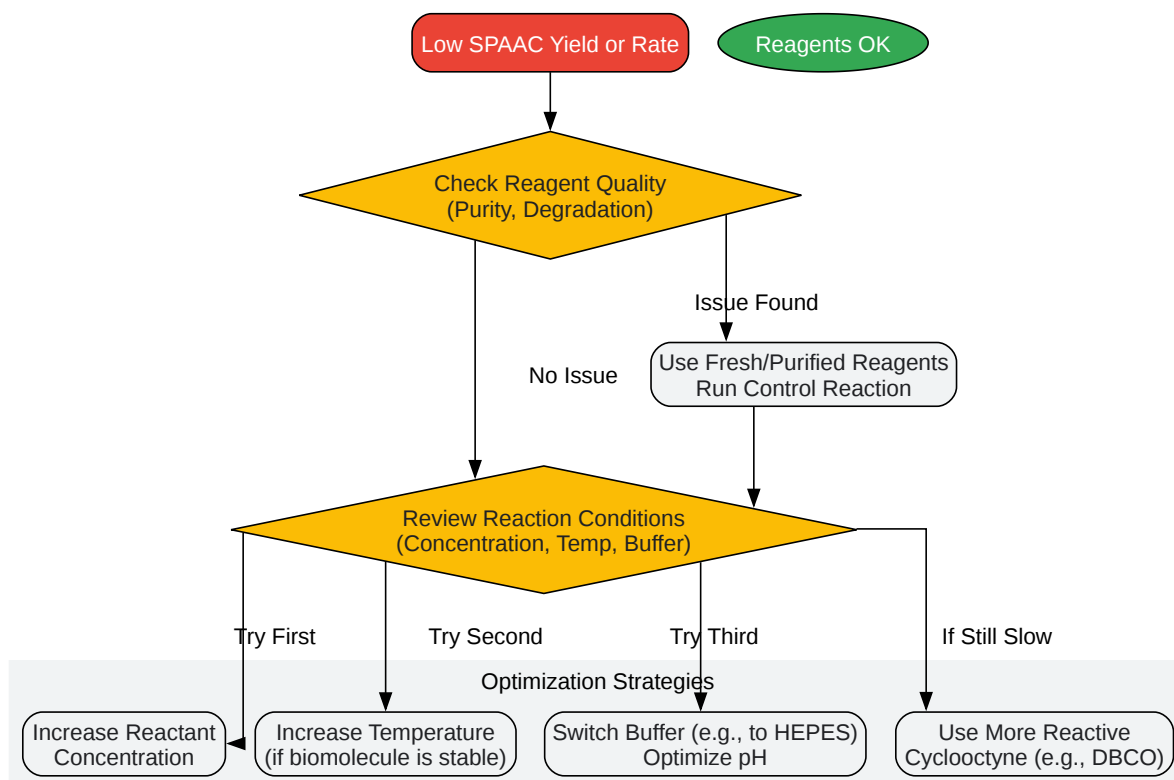 Low SPAAC Yield or Rate
Reagents OK
Check Reagent Quality
(Purity, Degradation)
Issue Found
No Issue
Use Fresh/Purified Reagents
Run Control Reaction
Review Reaction Conditions
(Concentration, Temp, Buffer)
Try First
Try Second
Try Third
If Still Slow
Optimization Strategies
Increase Reactant
Concentration
Increase Temperature
(if biomolecule is stable)
Switch Buffer (e.g., to HEPES)
Optimize pH
Use More Reactive
Cyclooctyne (e.g., DBCO)